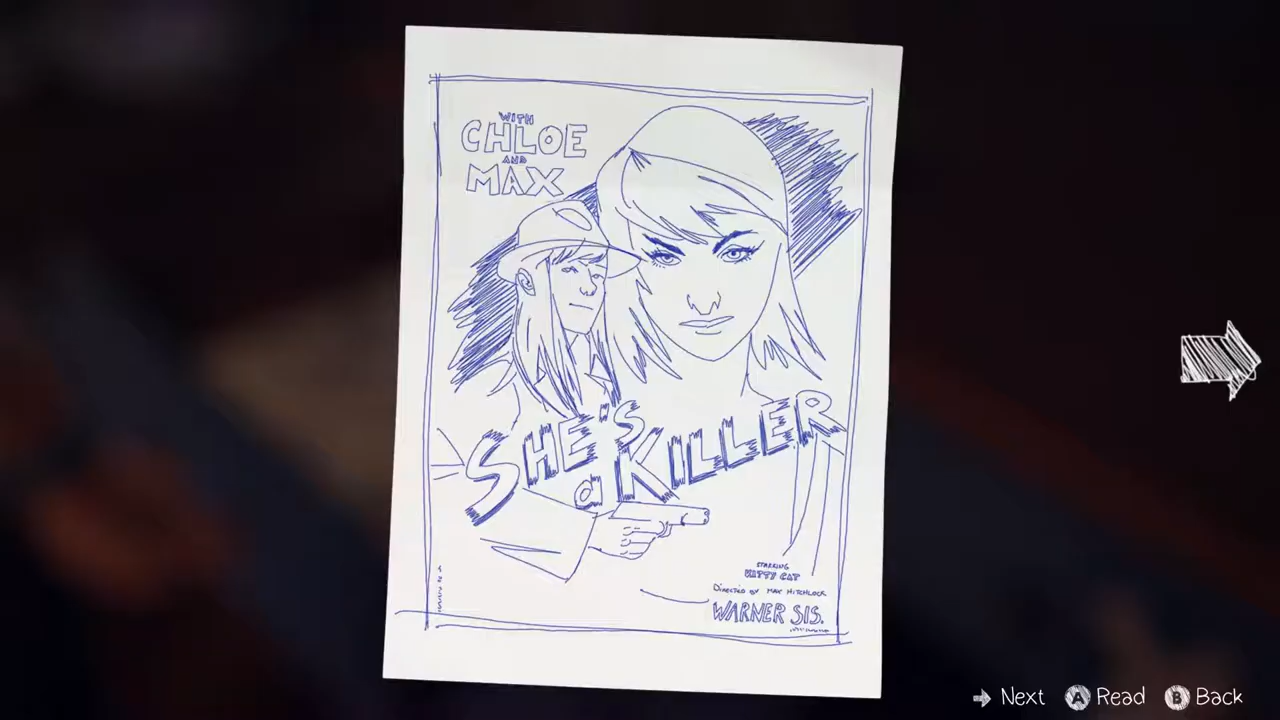 WITH
CHLOE
AND
MAX
SHE'S
a KILLER
STARRING
KITTY CAT
DIRECTED BY MAX HITCHLOCK
WARNER SIS.
Next A Read B Back